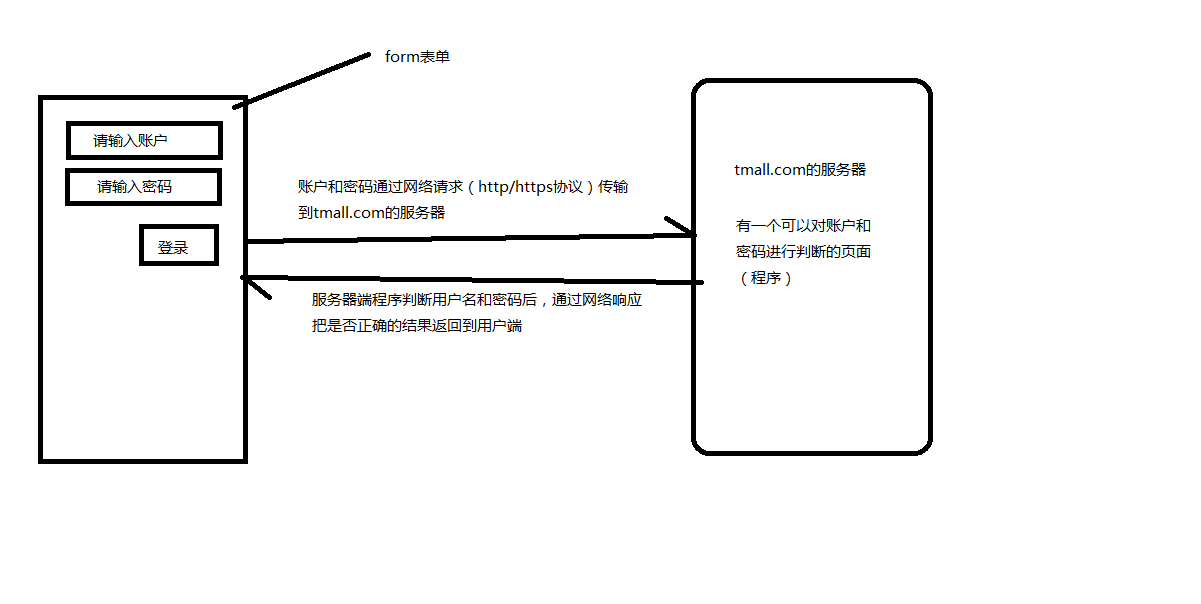 form表单
请输入账户
请输入密码
登录
账户和密码通过网络请求（http/https协议）传输
到tmall.com的服务器
服务器端程序判断用户名和密码后，通过网络响应
把是否正确的结果返回到用户端
tmall.com的服务器
有一个可以对账户和
密码进行判断的页面
（程序）